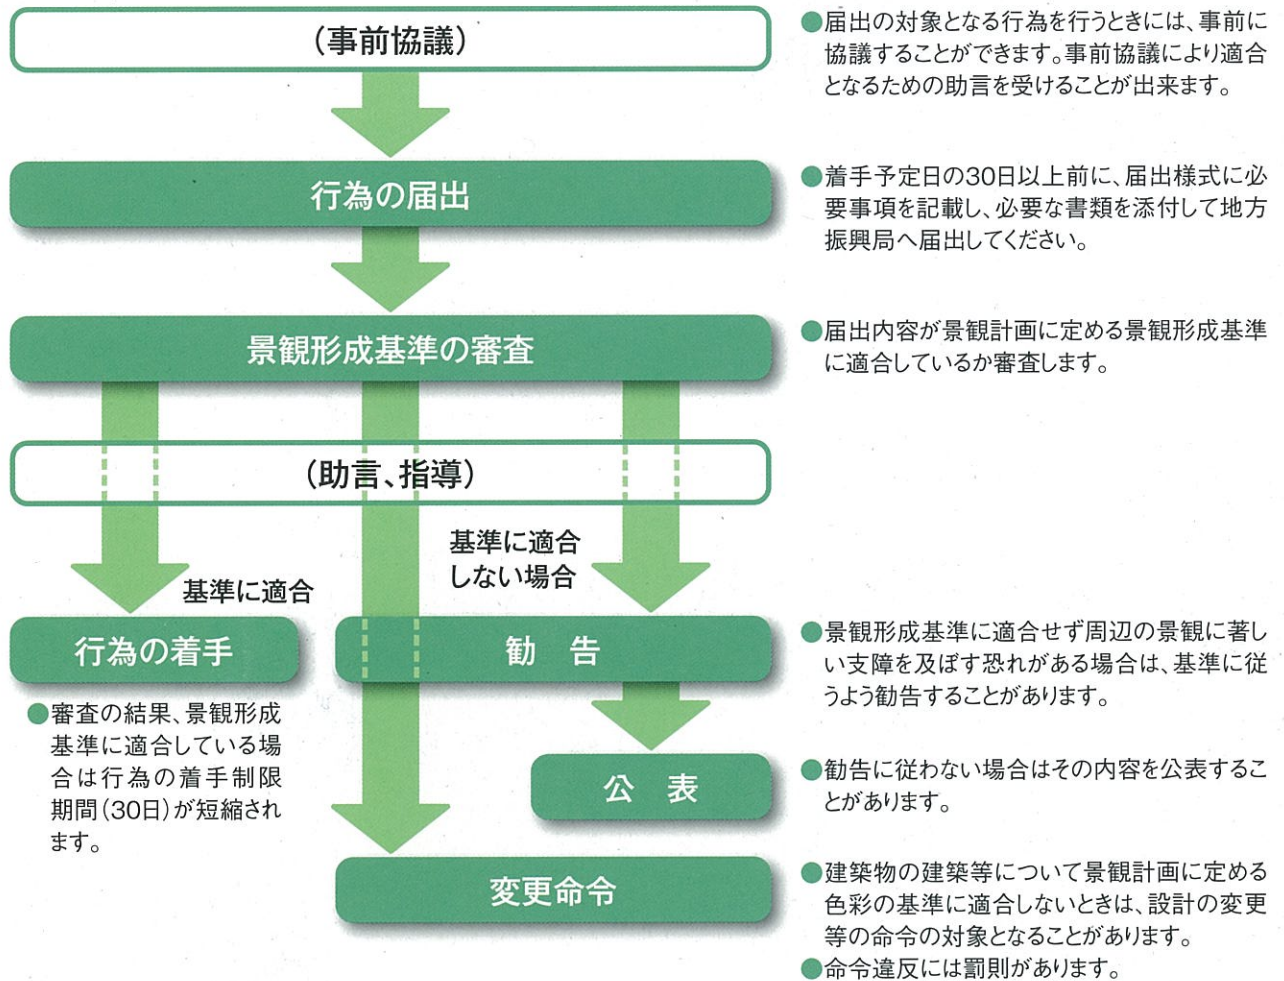 (事前協議)
●届出の対象となる行為を行うときには、事前に
協議することができます。事前協議により適合
となるための助言を受けることが出来ます。
行為の届出
●着手予定日の30日以上前に、届出様式に必
要事項を記載し、必要な書類を添付して地方
振興局へ届出してください。
景観形成基準の審査
●届出内容が景観計画に定める景観形成基準
に適合しているか審査します。
(助言、指導)
基準に適合
しない場合
基準に適合
行為の着手
●審査の結果、景観形成
基準に適合している場
合は行為の着手制限
期間(30日)が短縮され
ます。
勧 告
●景観形成基準に適合せず周辺の景観に著し
い支障を及ぼす恐れがある場合は、基準に従
うよう勧告することがあります。
公 表
●勧告に従わない場合はその内容を公表するこ
とがあります。
変更命令
●建築物の建築等について景観計画に定める
色彩の基準に適合しないときは、設計の変更
等の命令の対象となることがあります。
●命令違反には罰則があります。